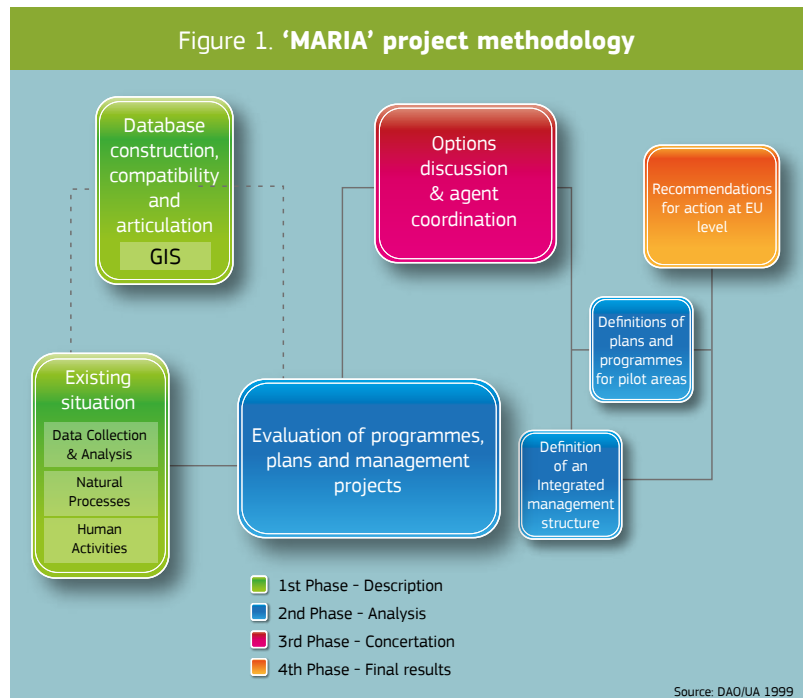 Figure 1. ‘MARIA’ project methodology
Database
construction,
compatibility
and
articulation
GIS
Options
discussion
& agent
coordination
Recommendations
for action at EU
level
Existing
situation
Data Collection
& Analysis
Natural
Processes
Human
Activities
Evaluation of programmes,
plans and management
projects
Definitions of
plans and
programmes
for pilot areas
Definition
of an
Integrated
management
structure
1st Phase - Description
2nd Phase - Analysis
3rd Phase - Concertation
4th Phase - Final results
Source: DAO/UA 1999